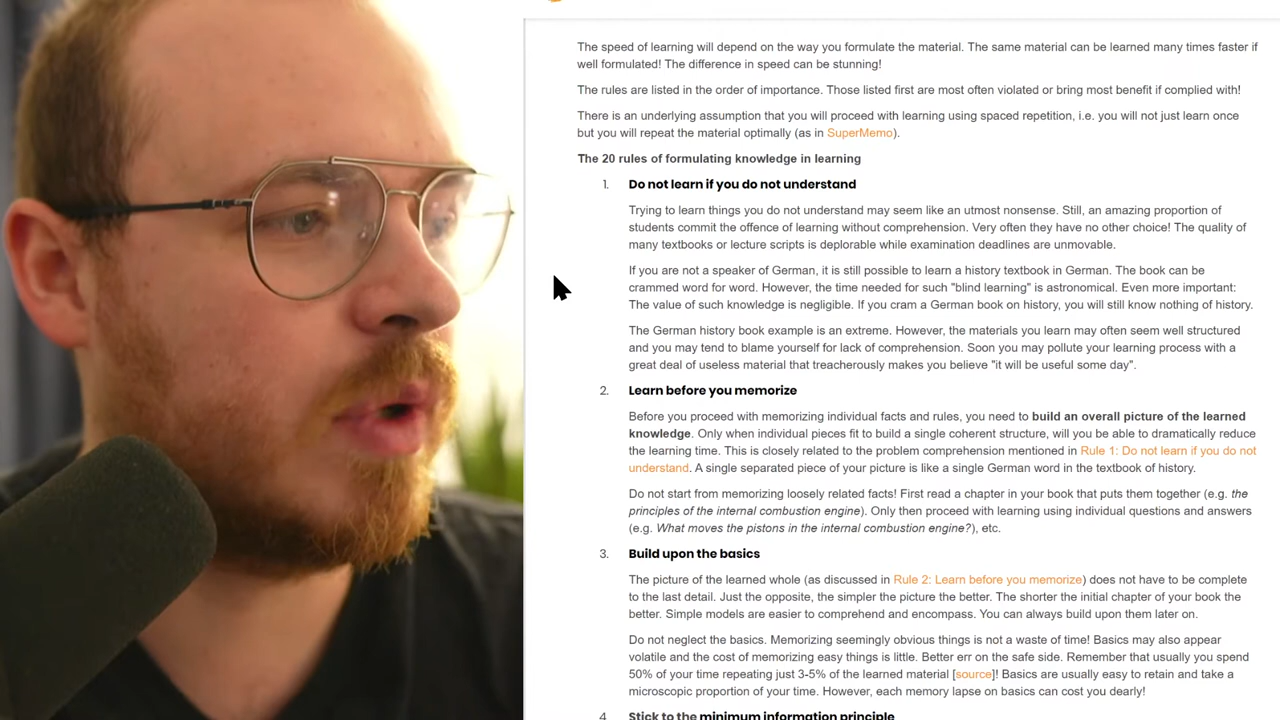 The speed of learning will depend on the way you formulate the material. The same material can be learned many times faster if
well formulated! The difference in speed can be stunning!
The rules are listed in the order of importance. Those listed first are most often violated or bring most benefit if complied with!
There is an underlying assumption that you will proceed with learning using spaced repetition, i.e. you will not just learn once
but you will repeat the material optimally (as in SuperMemo).
The 20 rules of formulating knowledge in learning
1. Do not learn if you do not understand
Trying to learn things you do not understand may seem like an utmost nonsense. Still, an amazing proportion of
students commit the offence of learning without comprehension. Very often they have no other choice! The quality of
many textbooks or lecture scripts is deplorable while examination deadlines are unmovable.
If you are not a speaker of German, it is still possible to learn a history textbook in German. The book can be
crammed word for word. However, the time needed for such "blind learning" is astronomical. Even more important:
The value of such knowledge is negligible. If you cram a German book on history, you will still know nothing of history.
The German history book example is an extreme. However, the materials you learn may often seem well structured
and you may tend to blame yourself for lack of comprehension. Soon you may pollute your learning process with a
great deal of useless material that treacherously makes you believe "it will be useful some day".
2. Learn before you memorize
Before you proceed with memorizing individual facts and rules, you need to build an overall picture of the learned
knowledge. Only when individual pieces fit to build a single coherent structure, will you be able to dramatically reduce
the learning time. This is closely related to the problem comprehension mentioned in Rule 1: Do not learn if you do not
understand. A single separated piece of your picture is like a single German word in the textbook of history.
Do not start from memorizing loosely related facts! First read a chapter in your book that puts them together (e.g. the
principles of the internal combustion engine). Only then proceed with learning using individual questions and answers
(e.g. What moves the pistons in the internal combustion engine?), etc.
3. Build upon the basics
The picture of the learned whole (as discussed in Rule 2: Learn before you memorize) does not have to be complete
to the last detail. Just the opposite, the simpler the picture the better. The shorter the initial chapter of your book the
better. Simple models are easier to comprehend and encompass. You can always build upon them later on.
Do not neglect the basics. Memorizing seemingly obvious things is not a waste of time! Basics may also appear
volatile and the cost of memorizing easy things is little. Better err on the safe side. Remember that usually you spend
50% of your time repeating just 3-5% of the learned material [source]! Basics are usually easy to retain and take a
microscopic proportion of your time. However, each memory lapse on basics can cost you dearly!
4. Stick to the minimum information principle